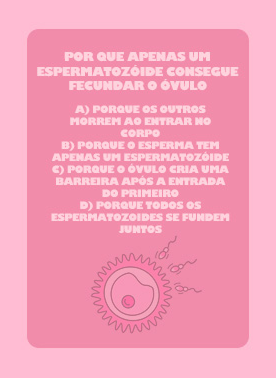 POR QUE APENAS UM
ESPERMATOZÓIDE CONSEGUE
FECUNDAR O ÓVULO
A) PORQUE OS OUTROS
MORREM AO ENTRAR NO
CORPO
B) PORQUE O ESPERMA TEM
APENAS UM ESPERMATOZÓIDE
C) PORQUE O ÓVULO CRIA UMA
BARREIRA APÓS A ENTRADA
DO PRIMEIRO
D) PORQUE TODOS OS
ESPERMATOZOIDES SE FUNDEM
JUNTOS